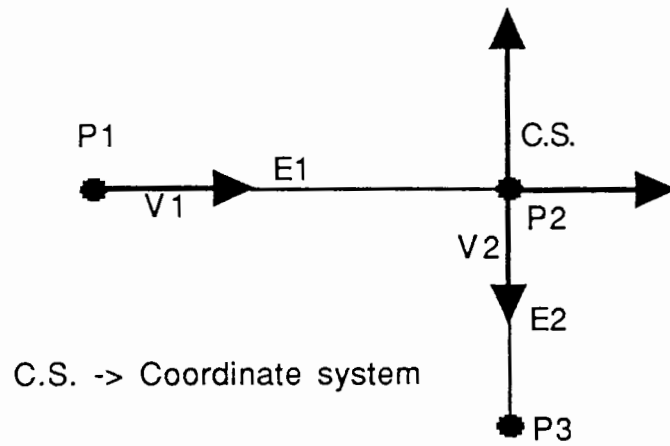 P1
C.S.
E1
V1
P2
V2
E2
C.S. -> Coordinate system
P3